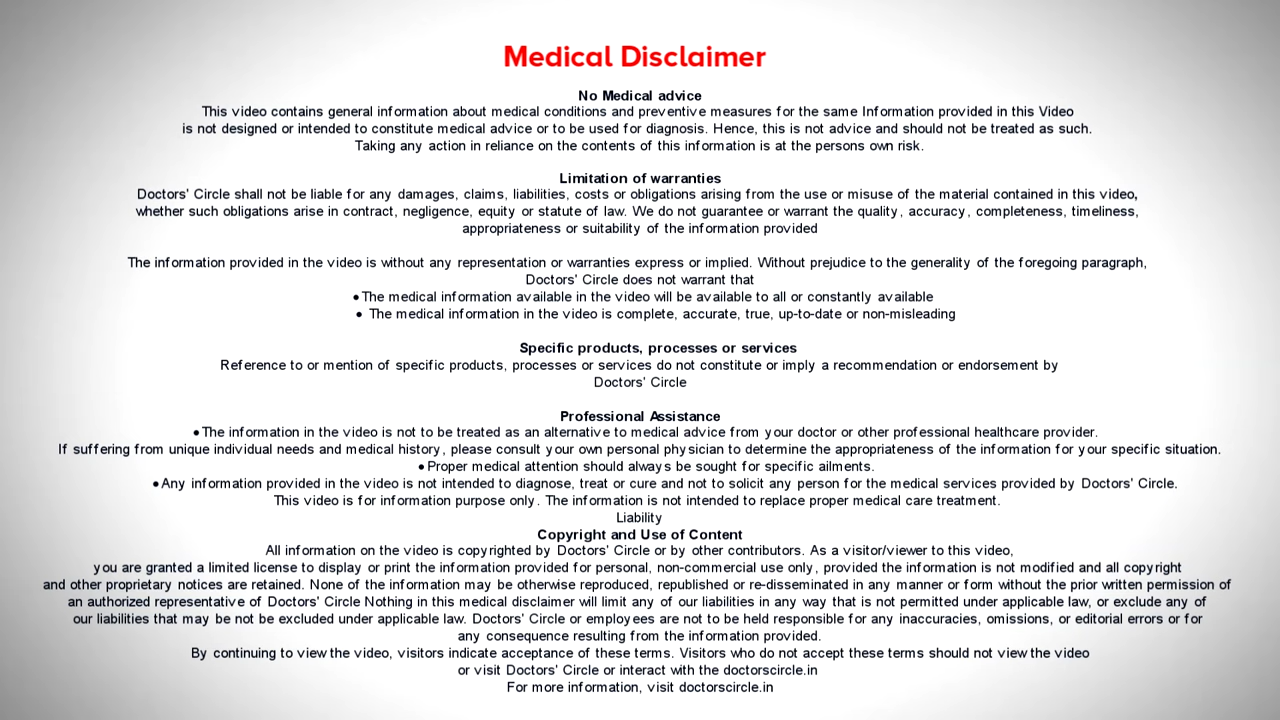 Medical Disclaimer
No Medical advice
This video contains general information about medical conditions and preventive measures for the same Information provided in this Video
is not designed or intended to constitute medical advice or to be used for diagnosis. Hence, this is not advice and should not be treated as such.
Taking any action in reliance on the contents of this information is at the persons own risk.
Limitation of warranties
Doctors' Circle shall not be liable for any damages, claims, liabilities, costs or obligations arising from the use or misuse of the material contained in this video,
whether such obligations arise in contract, negligence, equity or statute of law. We do not guarantee or warrant the quality, accuracy, completeness, timeliness,
appropriateness or suitability of the information provided
The information provided in the video is without any representation or warranties express or implied. Without prejudice to the generality of the foregoing paragraph,
Doctors' Circle does not warrant that
• The medical information available in the video will be available to all or constantly available
• The medical information in the video is complete, accurate, true, up-to-date or non-misleading
Specific products, processes or services
Reference to or mention of specific products, processes or services do not constitute or imply a recommendation or endorsement by
Doctors' Circle
Professional Assistance
• The information in the video is not to be treated as an alternative to medical advice from your doctor or other professional healthcare provider.
If suffering from unique individual needs and medical history, please consult your own personal physician to determine the appropriateness of the information for your specific situation.
• Proper medical attention should always be sought for specific ailments.
• Any information provided in the video is not intended to diagnose, treat or cure and not to solicit any person for the medical services provided by Doctors' Circle.
This video is for information purpose only. The information is not intended to replace proper medical care treatment.
Liability
Copyright and Use of Content
All information on the video is copyrighted by Doctors' Circle or by other contributors. As a visitor/viewer to this video,
you are granted a limited license to display or print the information provided for personal, non-commercial use only, provided the information is not modified and all copyright
and other proprietary notices are retained. None of the information may be otherwise reproduced, republished or re-disseminated in any manner or form without the prior written permission of
an authorized representative of Doctors' Circle Nothing in this medical disclaimer will limit any of our liabilities in any way that is not permitted under applicable law, or exclude any of
our liabilities that may be not be excluded under applicable law. Doctors' Circle or employees are not to be held responsible for any inaccuracies, omissions, or editorial errors or for
any consequence resulting from the information provided.
By continuing to view the video, visitors indicate acceptance of these terms. Visitors who do not accept these terms should not view the video
or visit Doctors' Circle or interact with the doctorscircle.in
For more information, visit doctorscircle.in